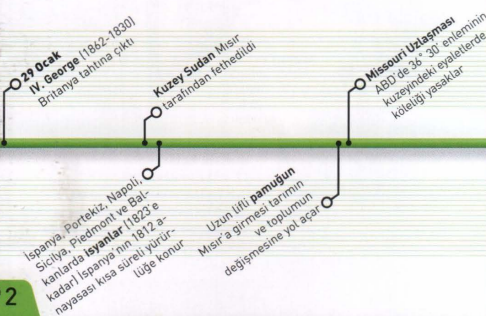 29 Ocak
IV. George (1862-1830)
Britanya tahtına çıktı
Kuzey Sudan Mısır
tarafından fethedildi
Missouri Uzlaşması
ABD'de 36° 30' enleminin
kuzeyindeki eyaletlerde
köleliği yasaklar
İspanya, Portekiz, Napoli,
Sicilya, Piedmont ve Bal-
kanlarda isyanlar (1823'e
kadar) İspanya'nın 1812 a-
nayasası kısa süreli yürür-
lüğe konur
Uzun lifli pamuğun
Mısır'a girmesi tarımın
ve toplumun
değişmesine yol açar
2